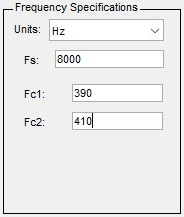 Frequency Specifications
Units: Hz
Fs: 8000
Fc1: 390
Fc2: 410